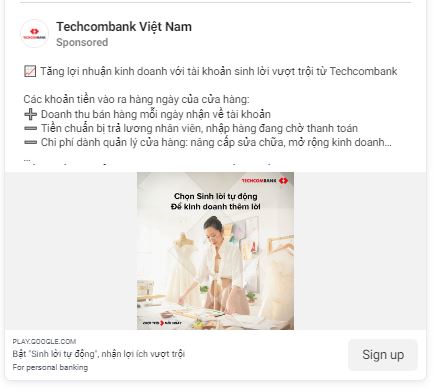 TECHCOMBANK
Techcombank Việt Nam
Sponsored
📈 Tăng lợi nhuận kinh doanh với tài khoản sinh lời vượt trội từ Techcombank
Các khoản tiền vào ra hàng ngày của cửa hàng:
➕ Doanh thu bán hàng mỗi ngày nhận về tài khoản
➖ Tiền chuẩn bị trả lương nhân viên, nhập hàng đang chờ thanh toán
➖ Chi phí dành quản lý cửa hàng: nâng cấp sửa chữa, mở rộng kinh doanh...
...
TECHCOMBANK
Chọn Sinh lời tự động
Để kinh doanh thêm lời
PLAY.GOOGLE.COM
Bật "Sinh lời tự động", nhận lợi ích vượt trội
For personal banking
Sign up